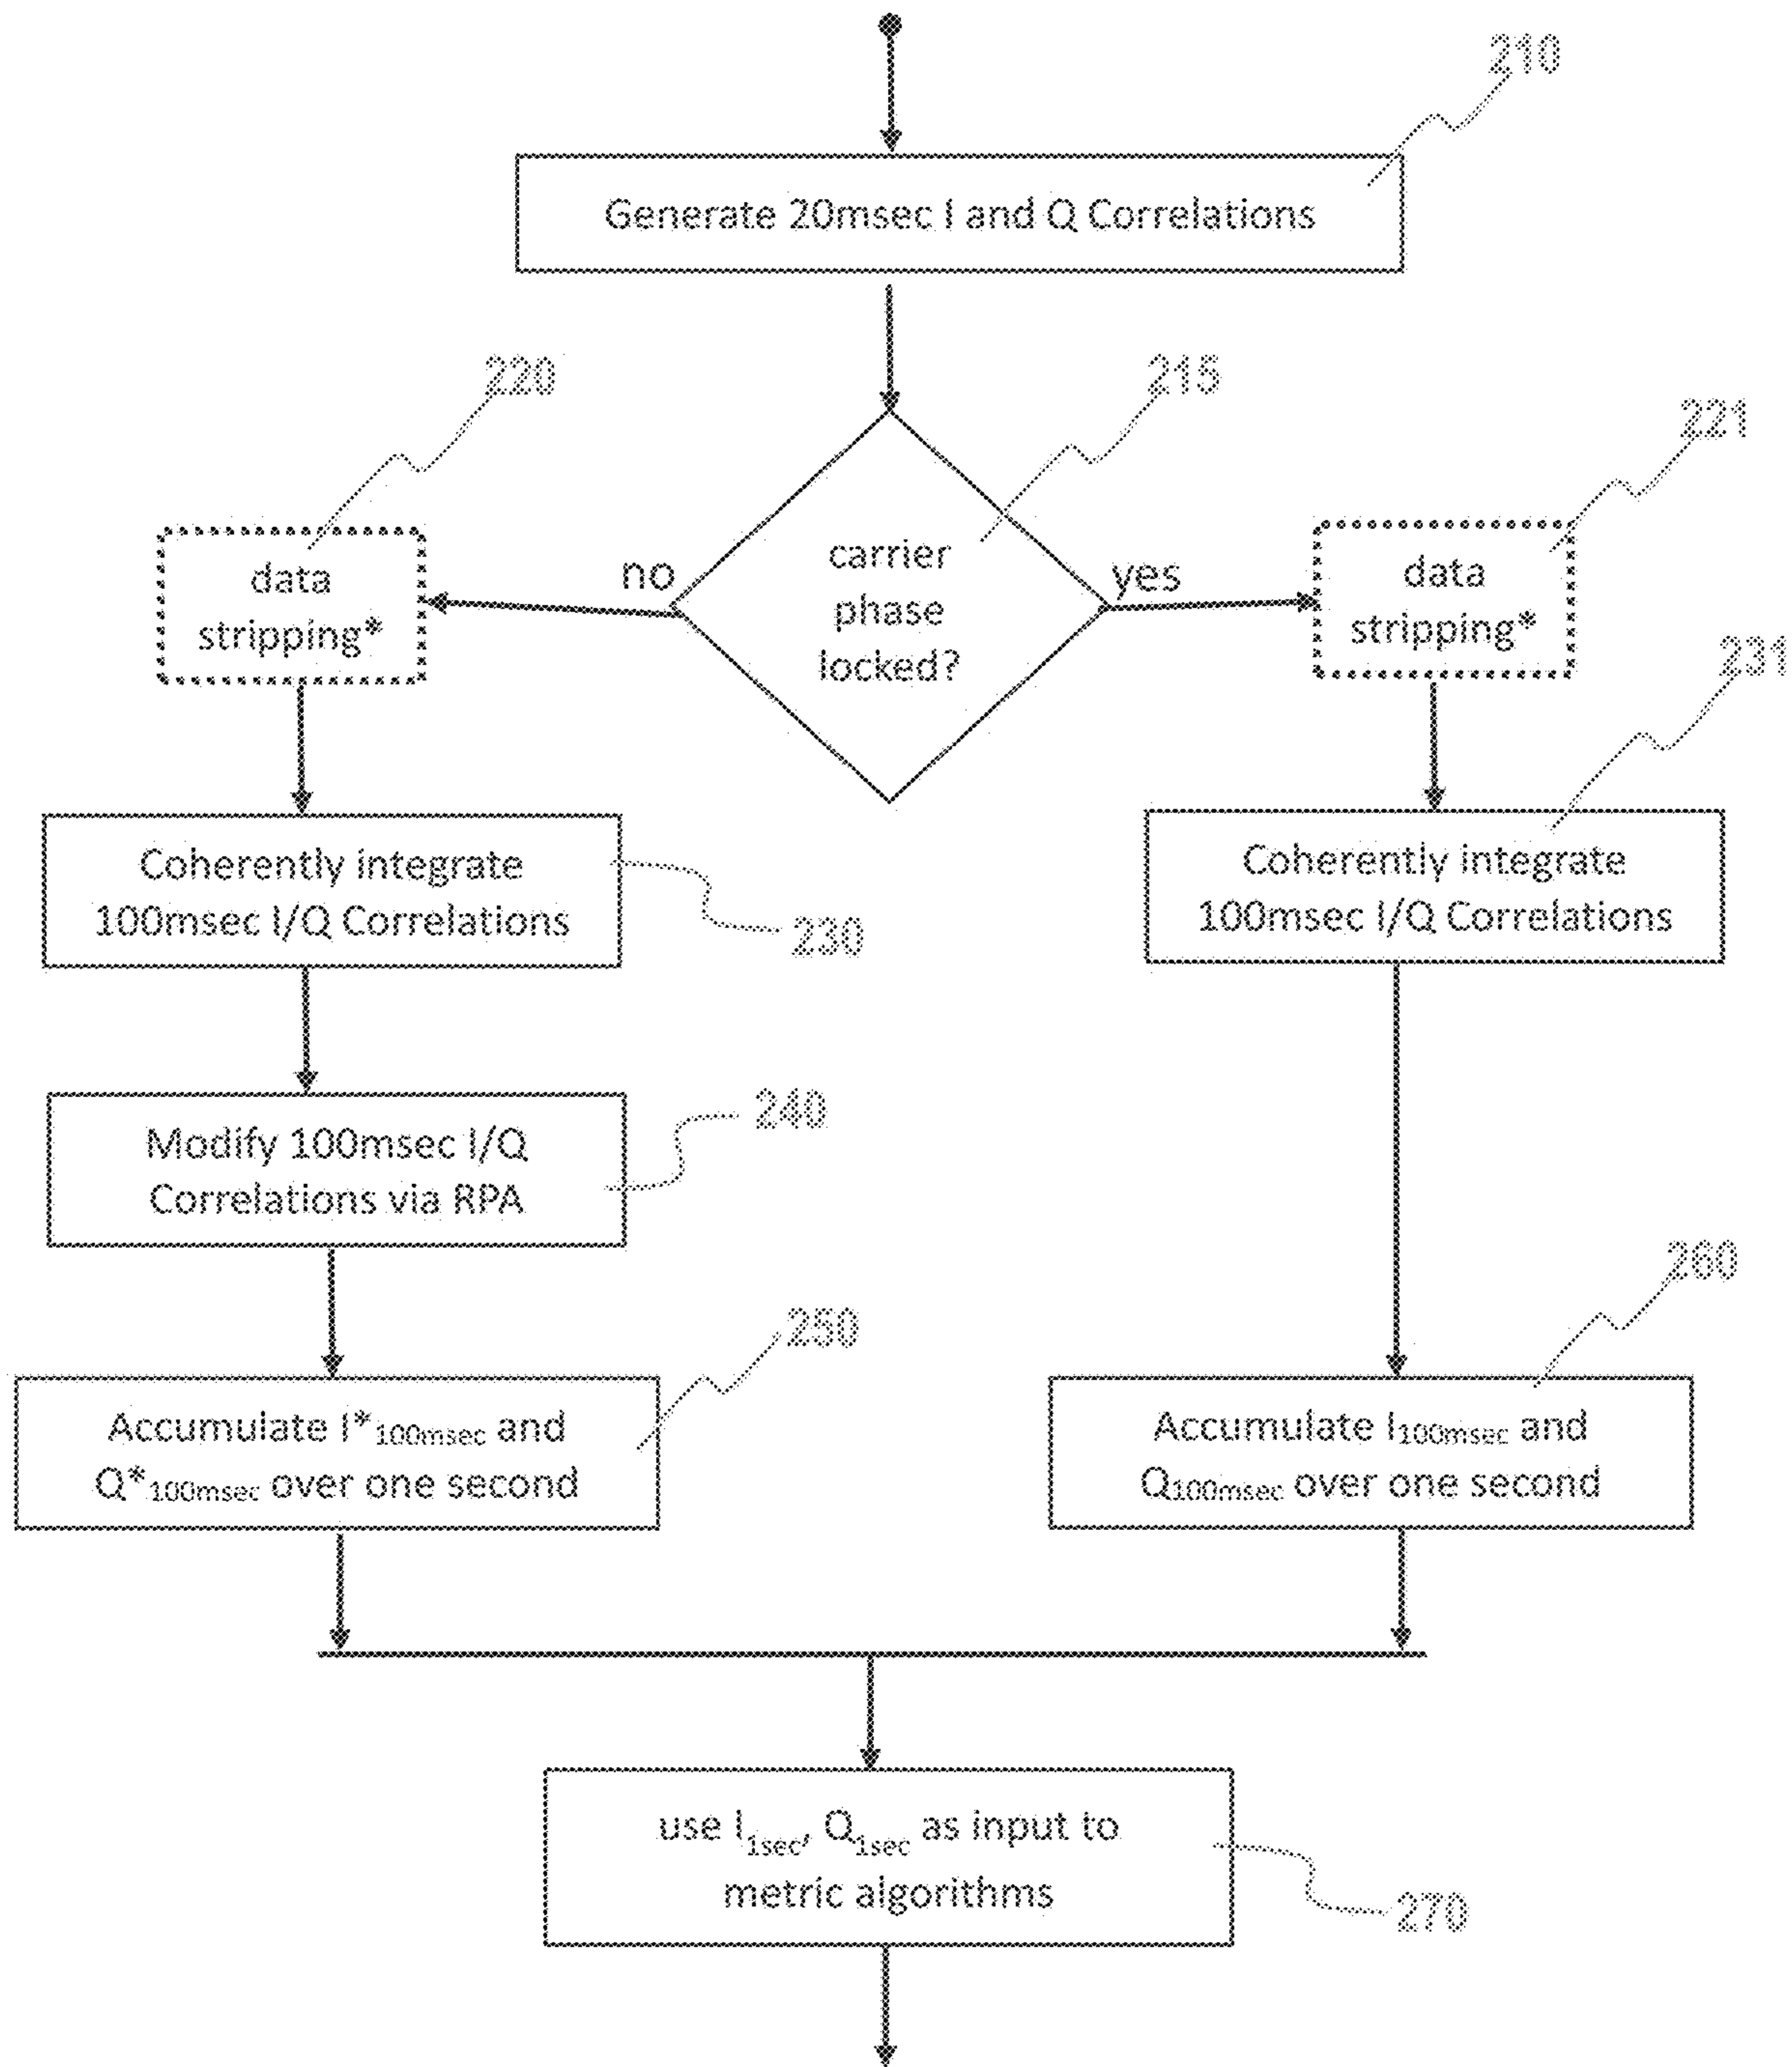 210
Generate 20msec I and Q Correlations
220
215
221
carrier
phase
locked?
no
yes
data
stripping*
data
stripping*
231
Coherently integrate
100msec I/Q Correlations
230
Coherently integrate
100msec I/Q Correlations
Modify 100msec I/Q
Correlations via RPA
240
250
260
Accumulate I*100msec and
Q*100msec over one second
Accumulate I100msec and
Q100msec over one second
use I1sec, Q1sec as input to
metric algorithms
270